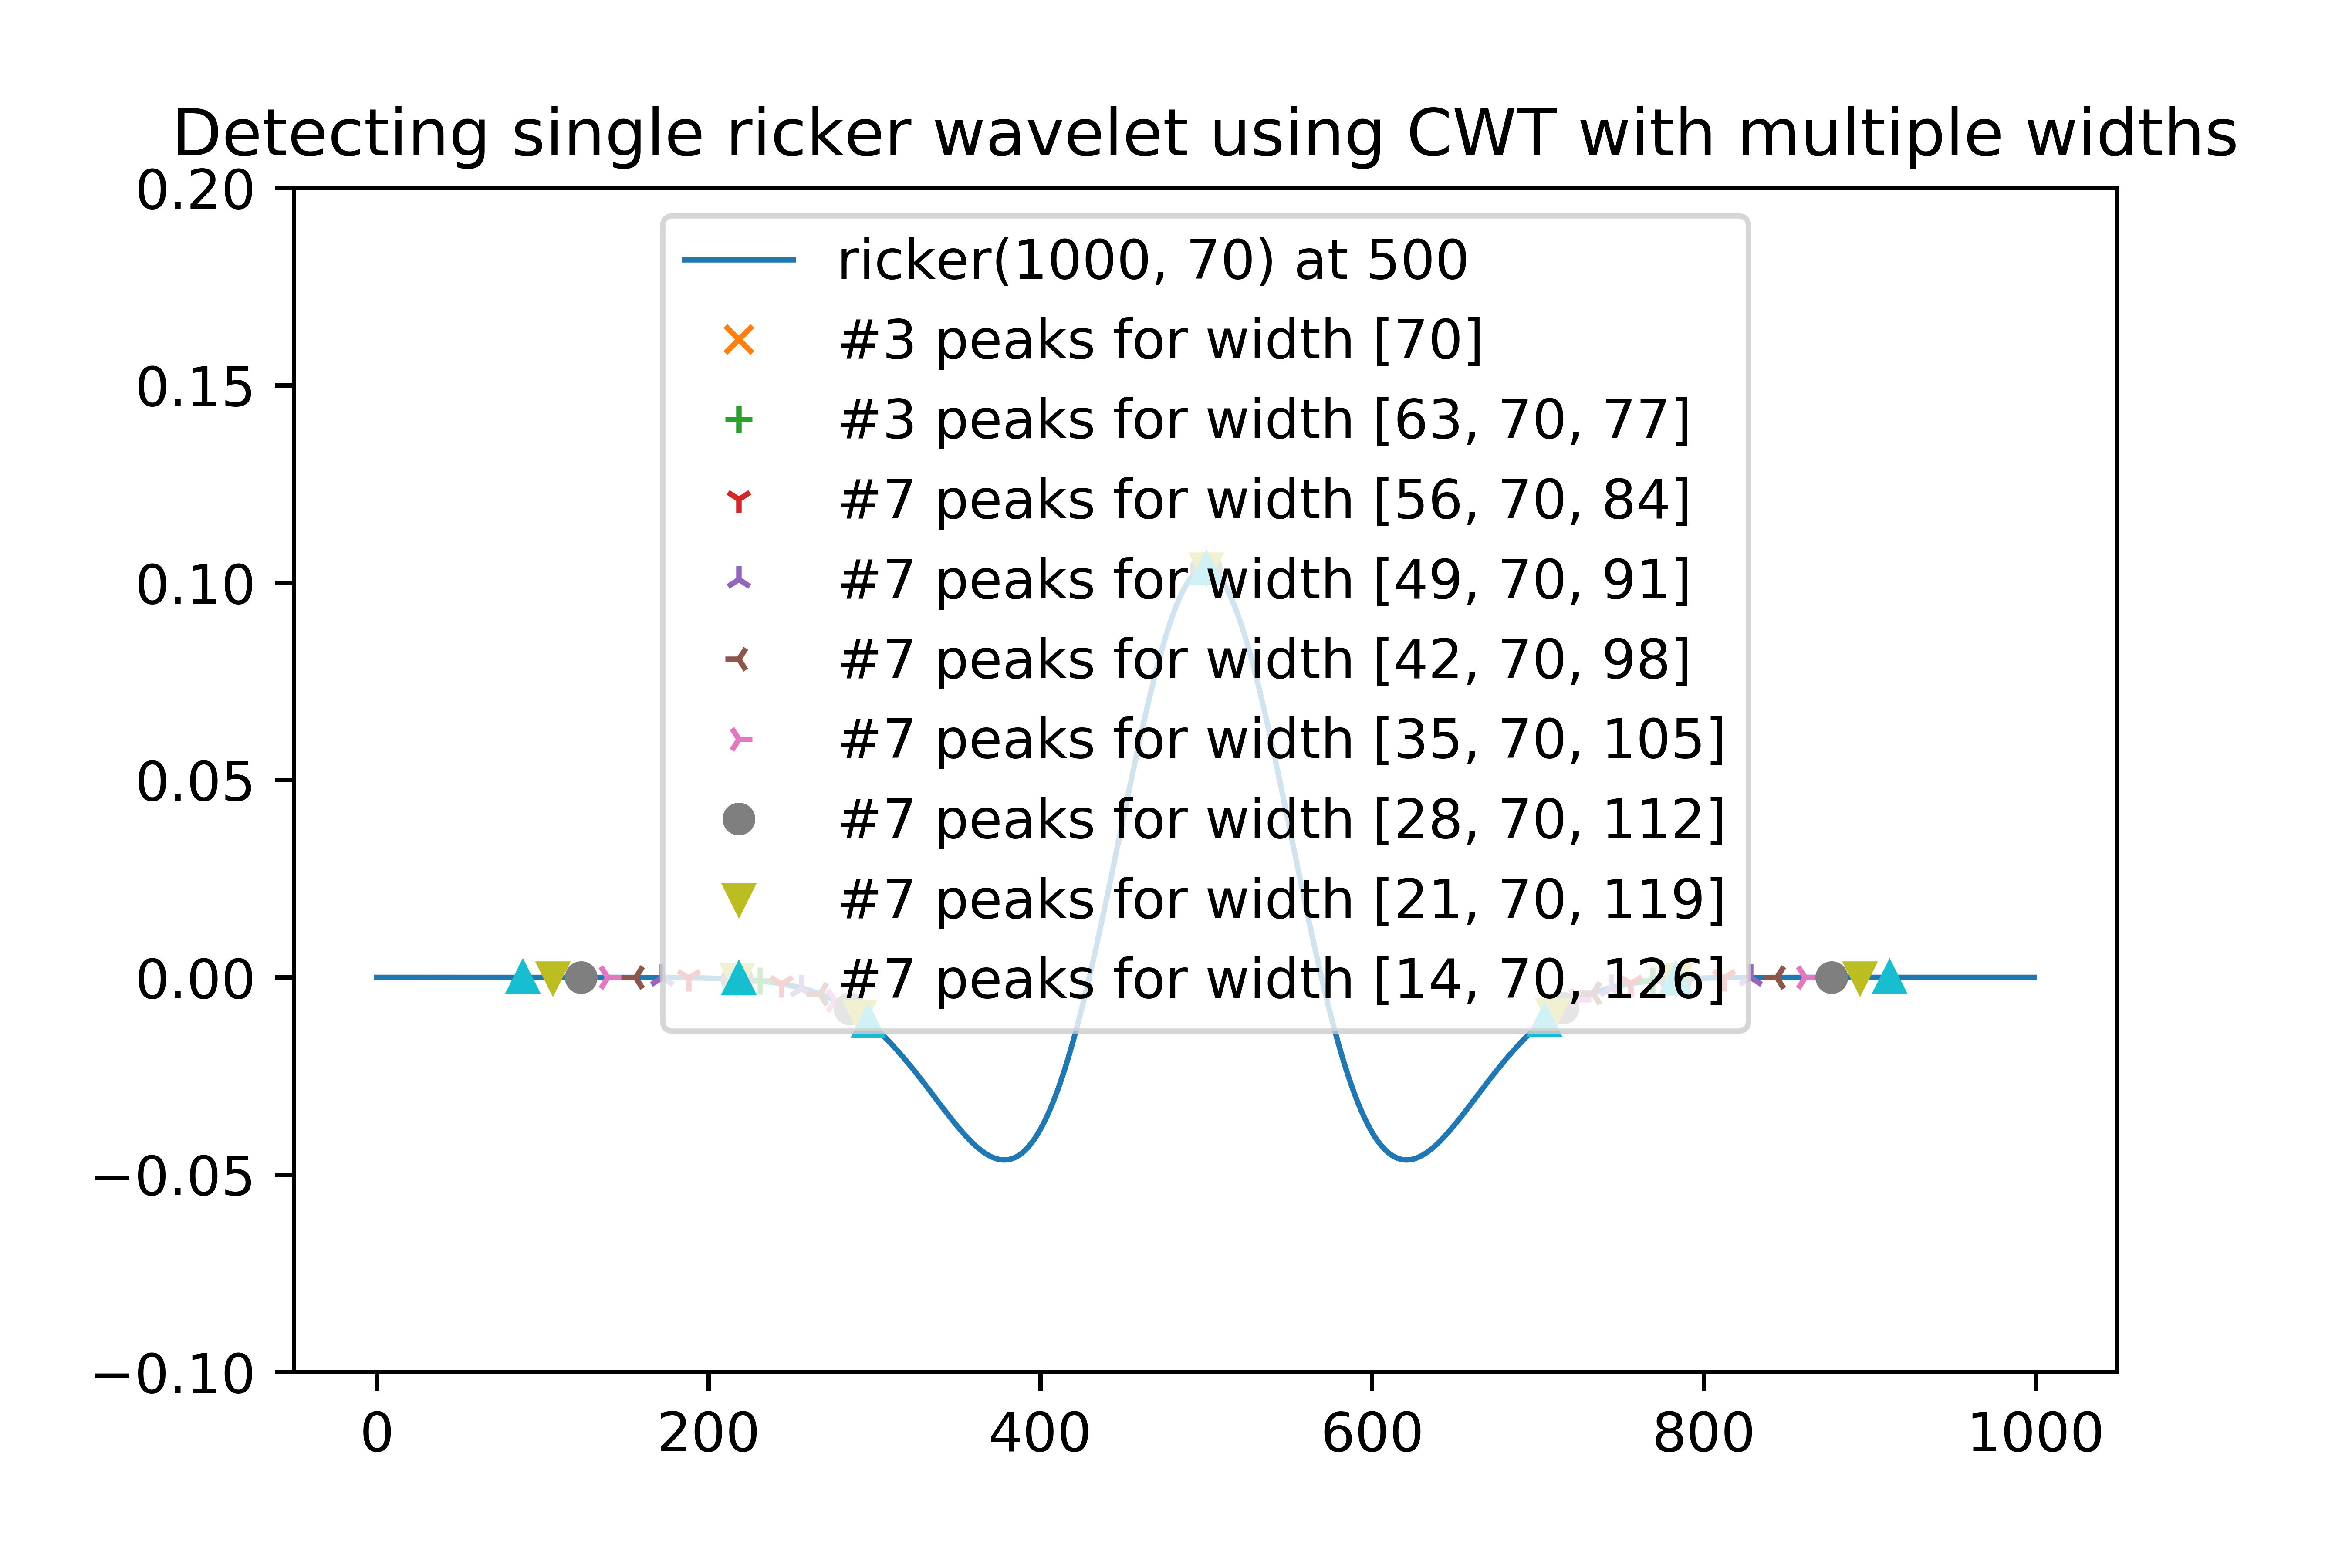 Detecting single ricker wavelet using CWT with multiple widths
0.20
0.15
0.10
0.05
0.00
−0.05
−0.10
ricker(1000, 70) at 500
#3 peaks for width [70]
#3 peaks for width [63, 70, 77]
#7 peaks for width [56, 70, 84]
#7 peaks for width [49, 70, 91]
#7 peaks for width [42, 70, 98]
#7 peaks for width [35, 70, 105]
#7 peaks for width [28, 70, 112]
#7 peaks for width [21, 70, 119]
#7 peaks for width [14, 70, 126]
0 200 400 600 800 1000